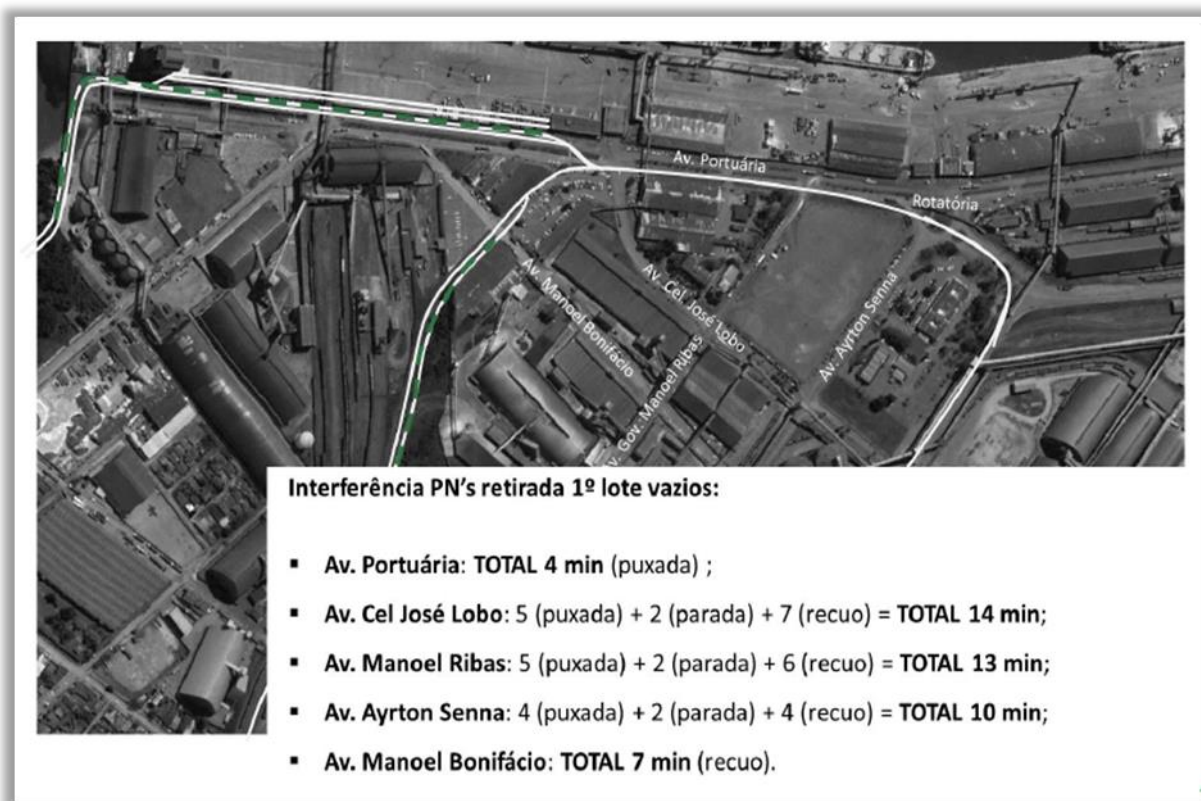 Av. Portuária
Rotatória
Av. Manoel Bonifácio
Av. Cel. José Lobo
Av. Ayrton Senna
Av. Gov. Manoel Ribas
Interferência PN’s retirada 1º lote vazios:
▪ Av. Portuária: TOTAL 4 min (puxada) ;
▪ Av. Cel José Lobo: 5 (puxada) + 2 (parada) + 7 (recuo) = TOTAL 14 min;
▪ Av. Manoel Ribas: 5 (puxada) + 2 (parada) + 6 (recuo) = TOTAL 13 min;
▪ Av. Ayrton Senna: 4 (puxada) + 2 (parada) + 4 (recuo) = TOTAL 10 min;
▪ Av. Manoel Bonifácio: TOTAL 7 min (recuo).